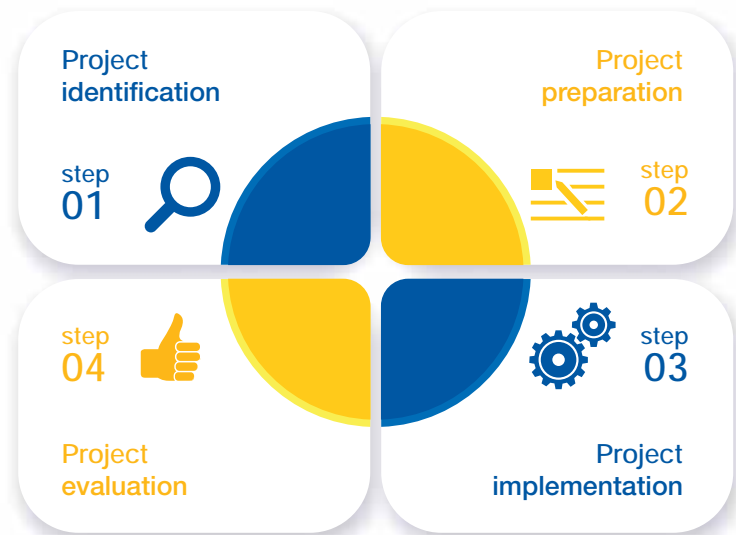 Project
identification
step
01
Project
preparation
step
02
step
03
Project
implementation
step
04
Project
evaluation